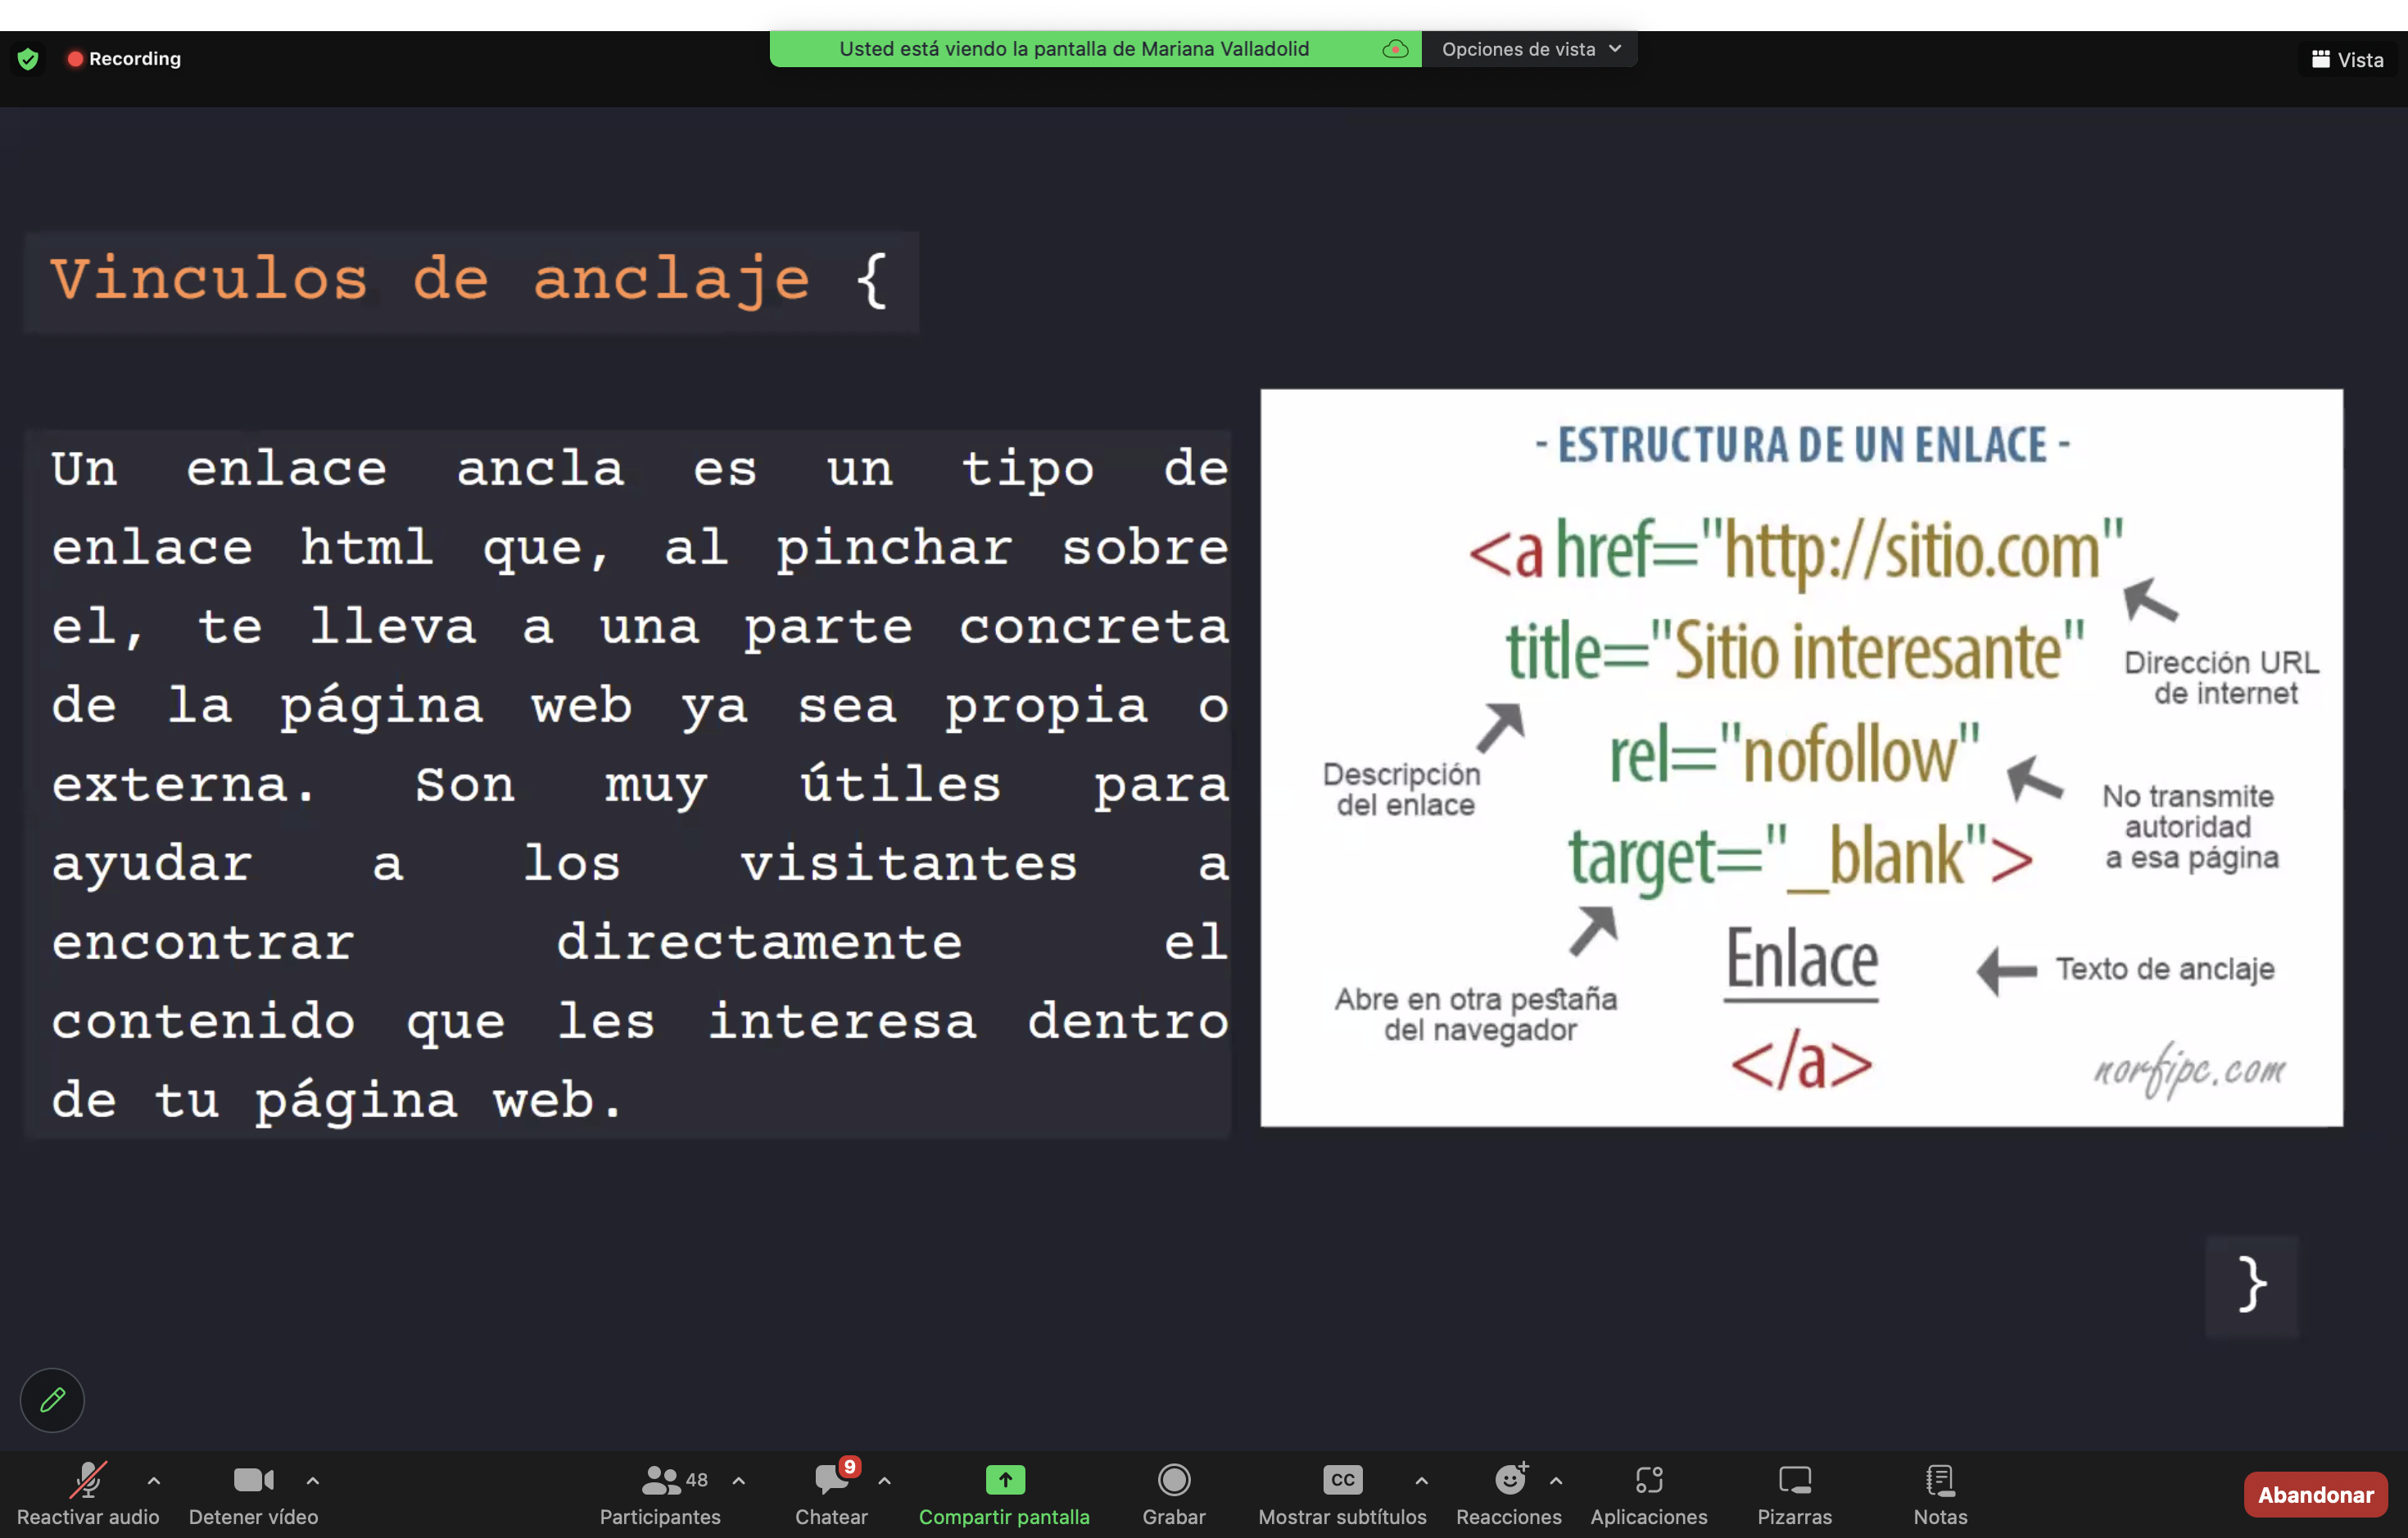 Recording
Usted está viendo la pantalla de Mariana Valladolid
Opciones de vista
Vista
Vinculos de anclaje {
Un enlace ancla es un tipo de
enlace html que, al pinchar sobre
el, te lleva a una parte concreta
de la página web ya sea propia o
externa. Son muy útiles para
ayudar a los visitantes a
encontrar directamente el
contenido que les interesa dentro
de tu página web.
- ESTRUCTURA DE UN ENLACE -
<a href="http://sitio.com"
Dirección URL
de internet
title="Sitio interesante"
Descripción
del enlace
rel="nofollow"
No transmite
autoridad
a esa página
target="_blank">
Abre en otra pestaña
del navegador
Enlace
Texto de anclaje
</a>
norfipc.com
}
Reactivar audio
Detener vídeo
48
Participantes
9
Chatear
Compartir pantalla
Grabar
CC
Mostrar subtítulos
Reacciones
Aplicaciones
Pizarras
Notas
Abandonar